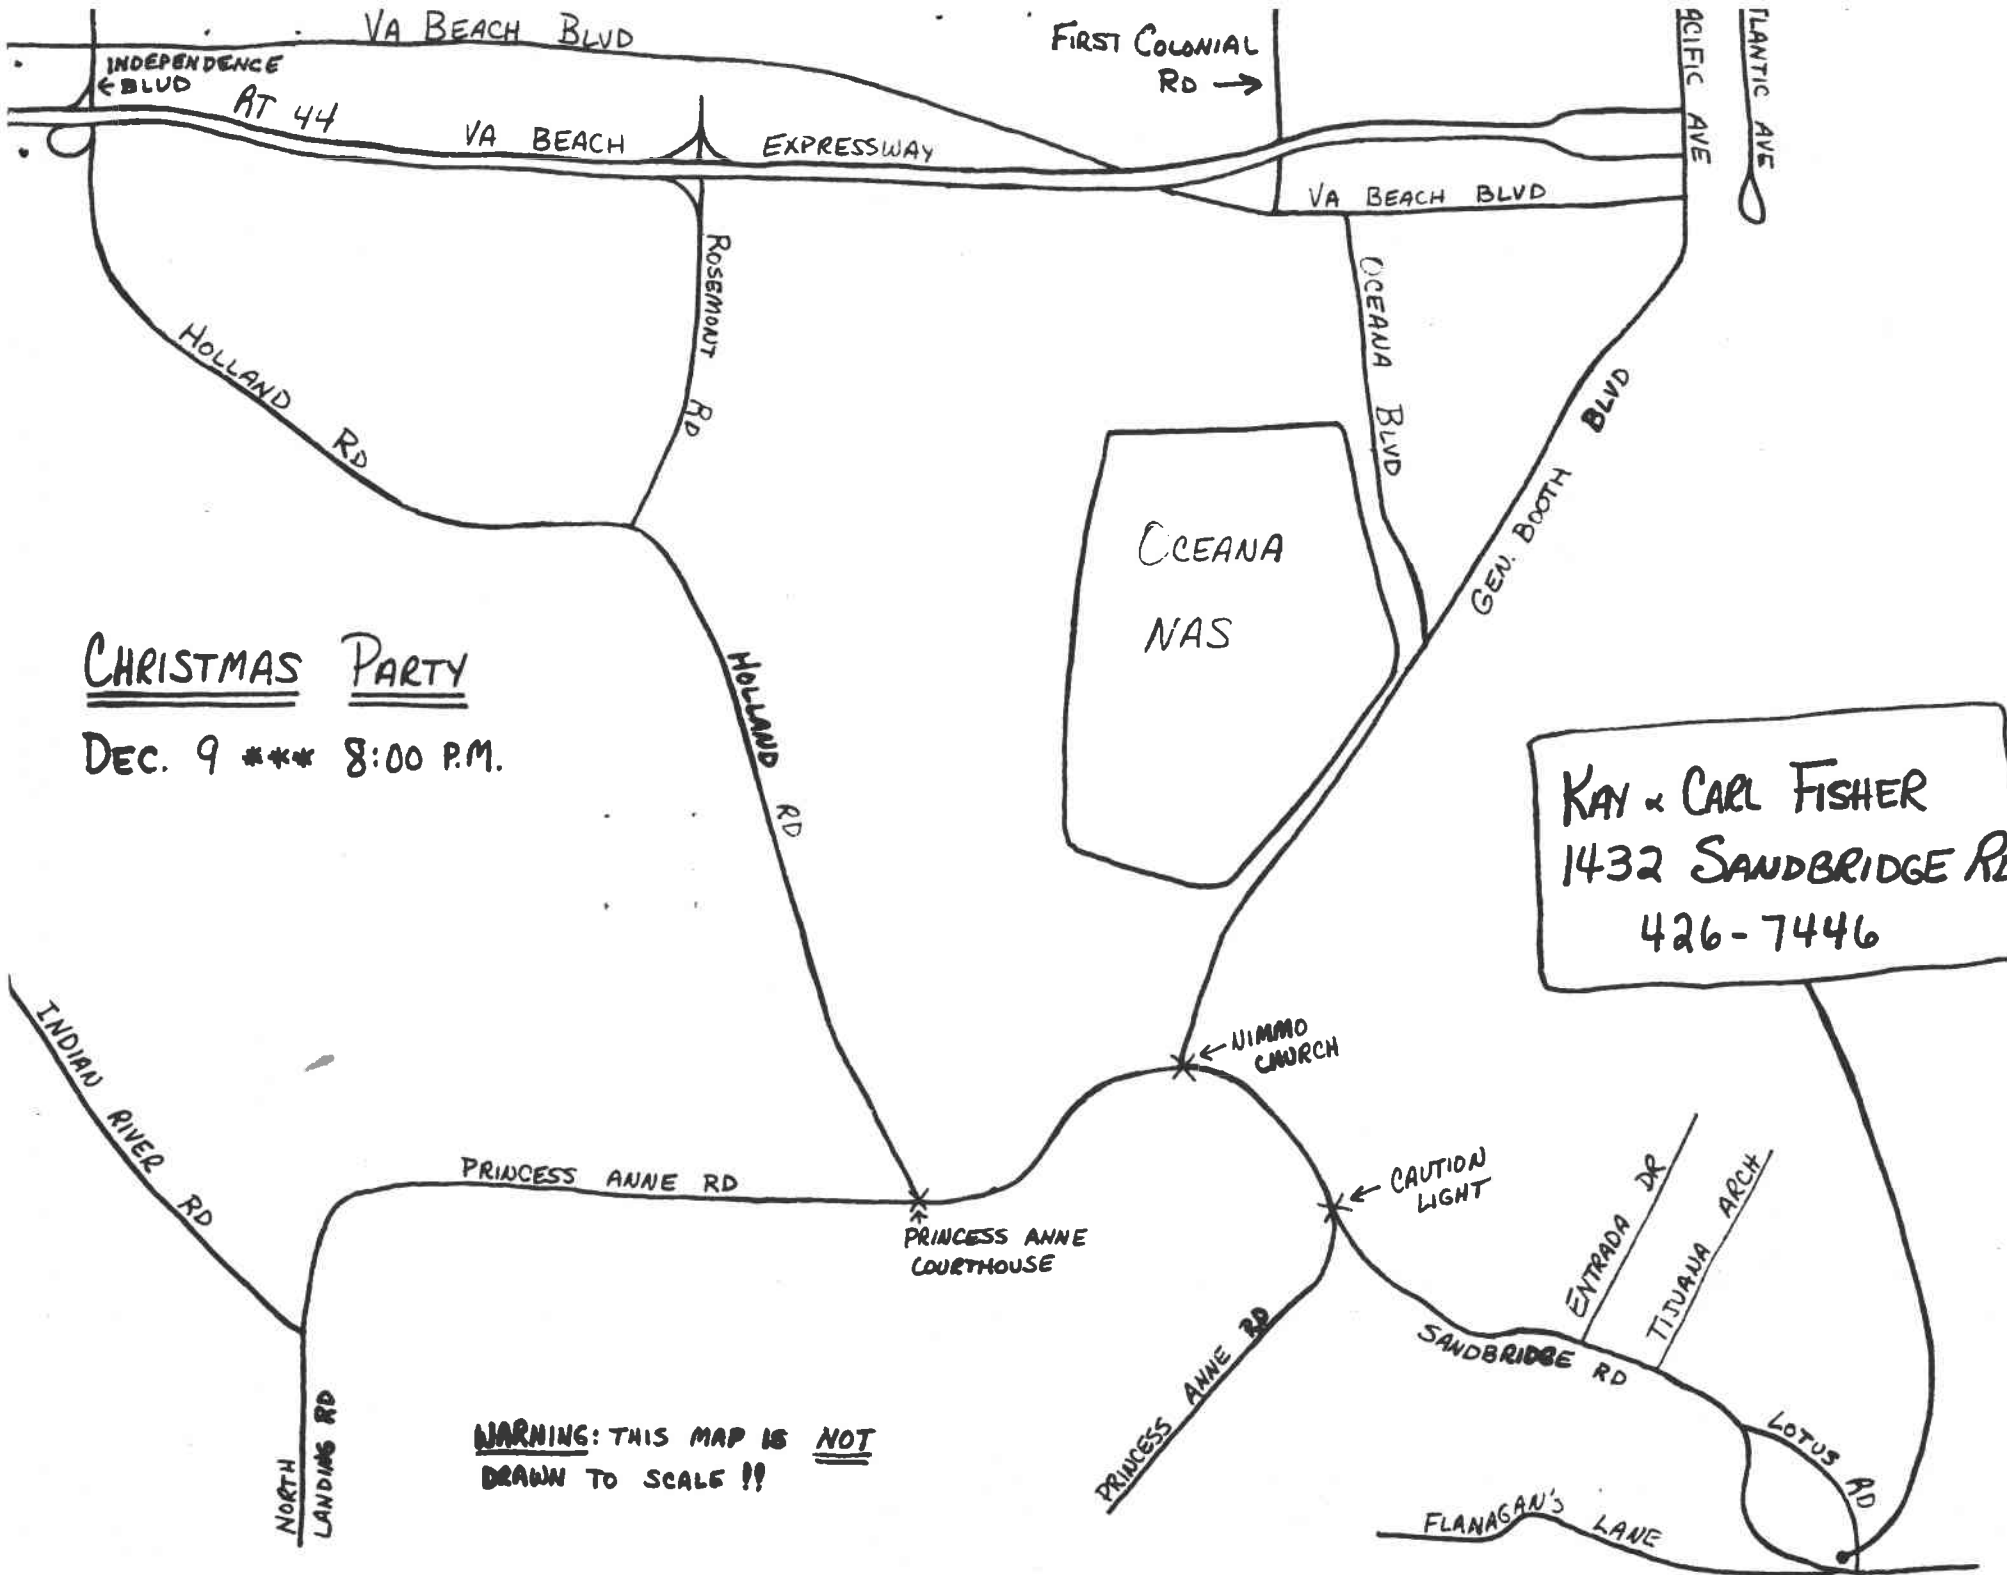 VA BEACH BLVD
INDEPENDENCE
← BLVD
RT 44
VA BEACH EXPRESSWAY
FIRST COLONIAL
RD →
ACIFIC AVE
TLANTIC AVE
VA BEACH BLVD
HOLLAND RD
ROSEMONT RD
OCEANA BLVD
GEN. BOOTH BLVD
OCEANA
NAS
CHRISTMAS PARTY
DEC. 9 *** 8:00 P.M.
HOLLAND RD
KAY & CARL FISHER
1432 SANDBRIDGE RD
426-7446
INDIAN RIVER RD
← NIMMO
CHURCH
PRINCESS ANNE RD
PRINCESS ANNE
COURTHOUSE
← CAUTION
LIGHT
ENTRADA DR
TIJUANA ARCH
PRINCESS ANNE RD
SANDBRIDGE RD
LOTUS RD
FLANAGAN'S LANE
NORTH
LANDING RD
WARNING: THIS MAP IS NOT
DRAWN TO SCALE !!